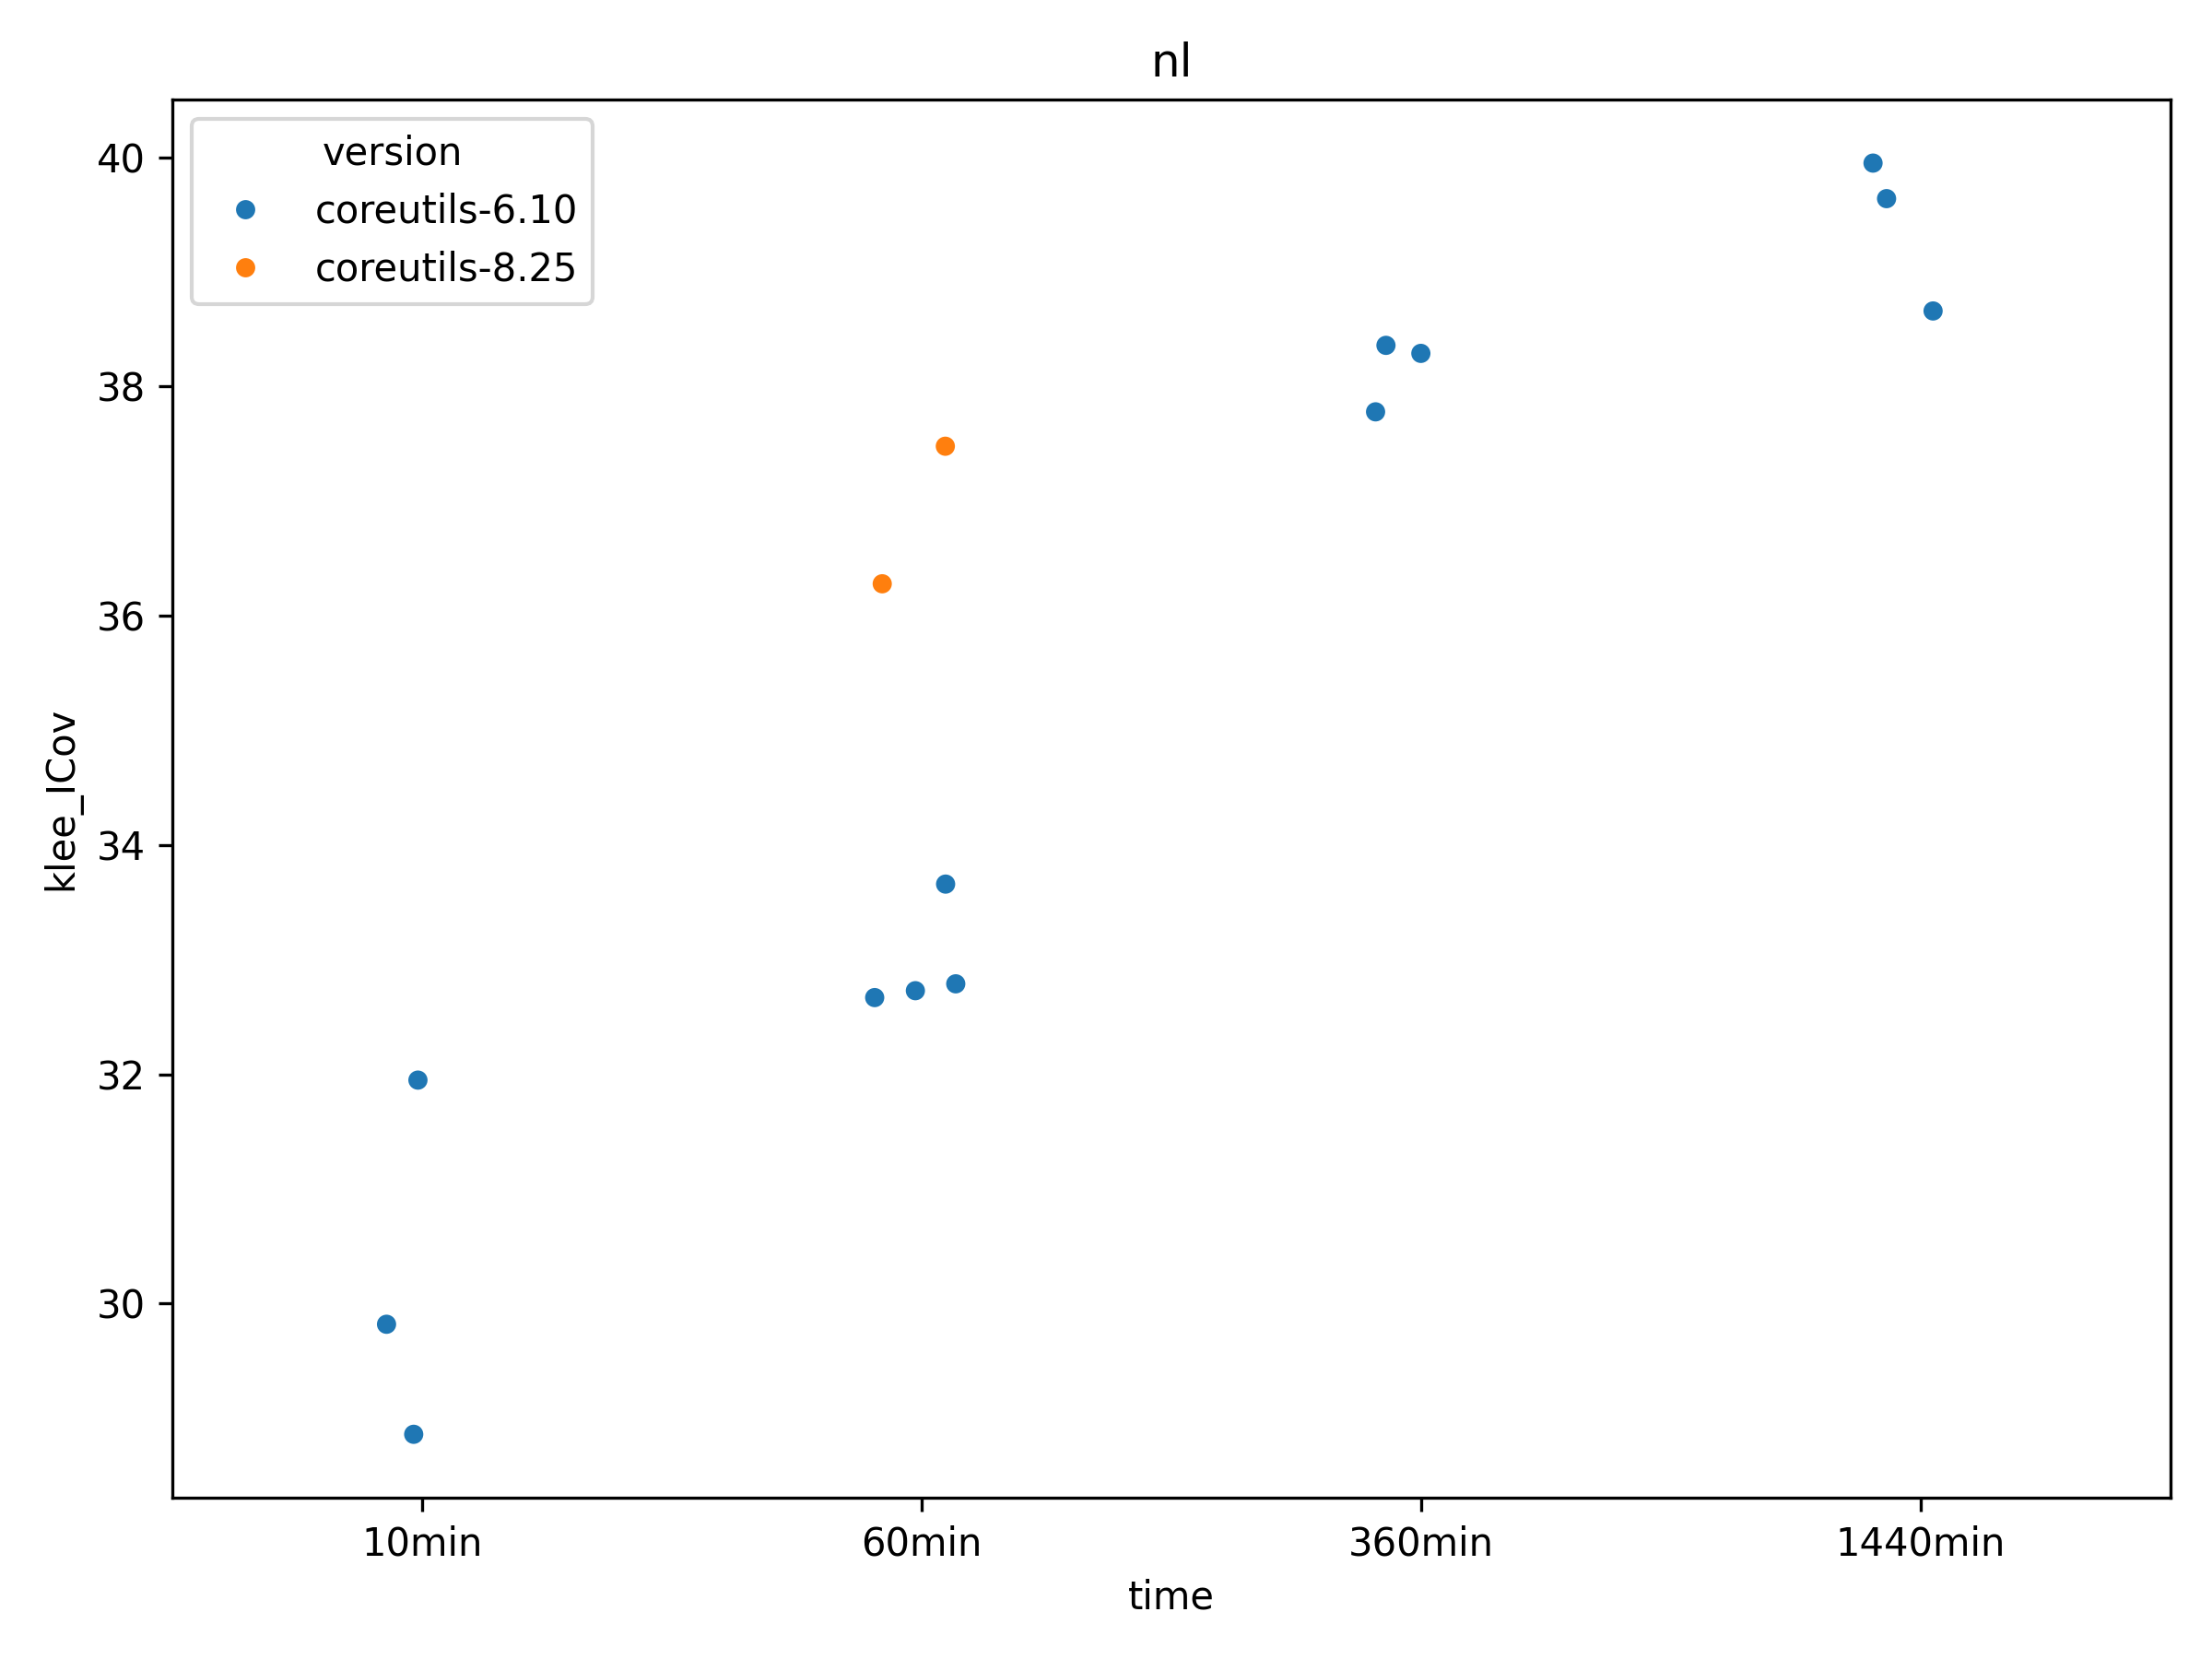 nl
version
coreutils-6.10
coreutils-8.25
40
38
36
34
32
30
klee_ICov
10min
60min
360min
1440min
time